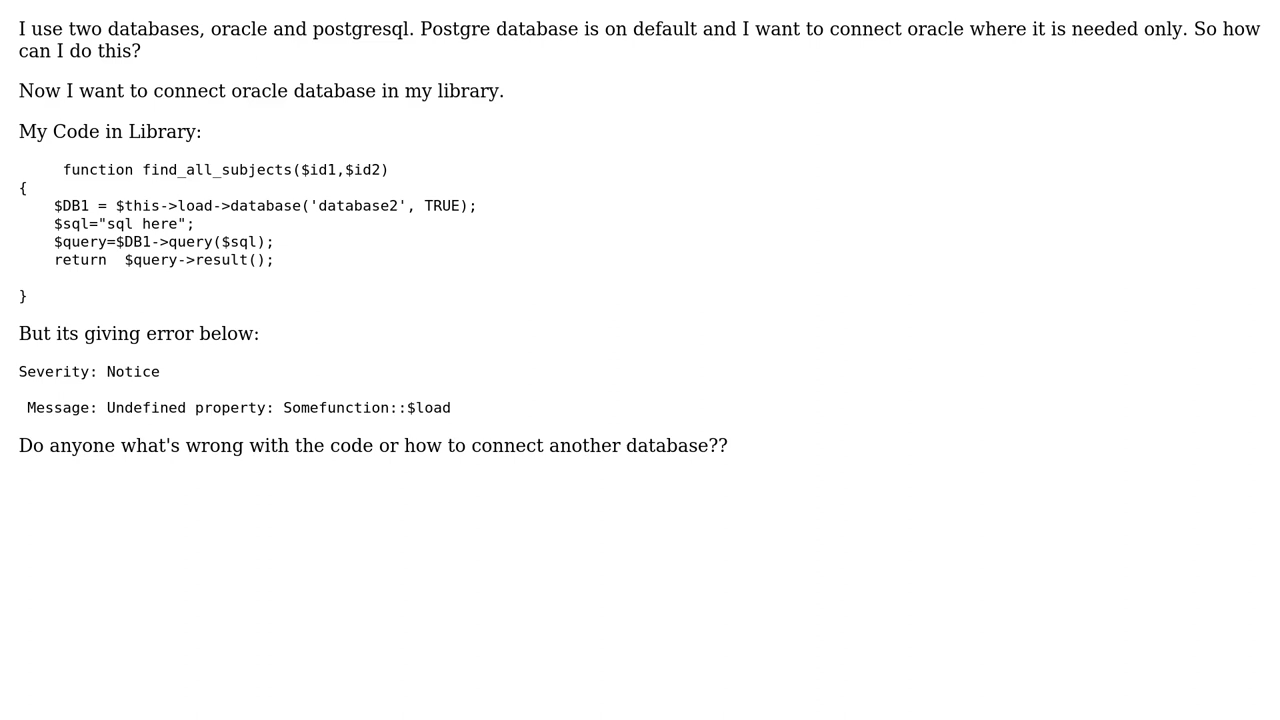 I use two databases, oracle and postgresql. Postgre database is on default and I want to connect oracle where it is needed only. So how
can I do this?
Now I want to connect oracle database in my library.
My Code in Library:
     function find_all_subjects($id1,$id2)
{
    $DB1 = $this->load->database('database2', TRUE);
    $sql="sql here";
    $query=$DB1->query($sql);
    return  $query->result();
}
But its giving error below:
Severity: Notice
 Message: Undefined property: Somefunction::$load
Do anyone what's wrong with the code or how to connect another database??